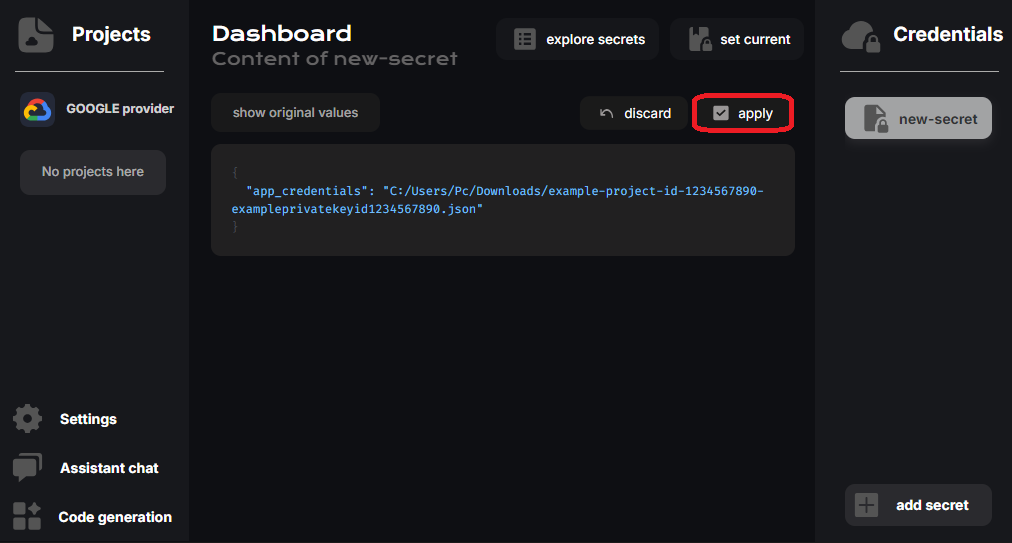 Projects
GOOGLE provider
No projects here
Settings
Assistant chat
Code generation
Dashboard
Content of new-secret
explore secrets
set current
show original values
discard
apply
{
"app_credentials": "C:/Users/Pc/Downloads/example-project-id-1234567890-
exampleprivatekeyid1234567890.json"
}
Credentials
new-secret
add secret